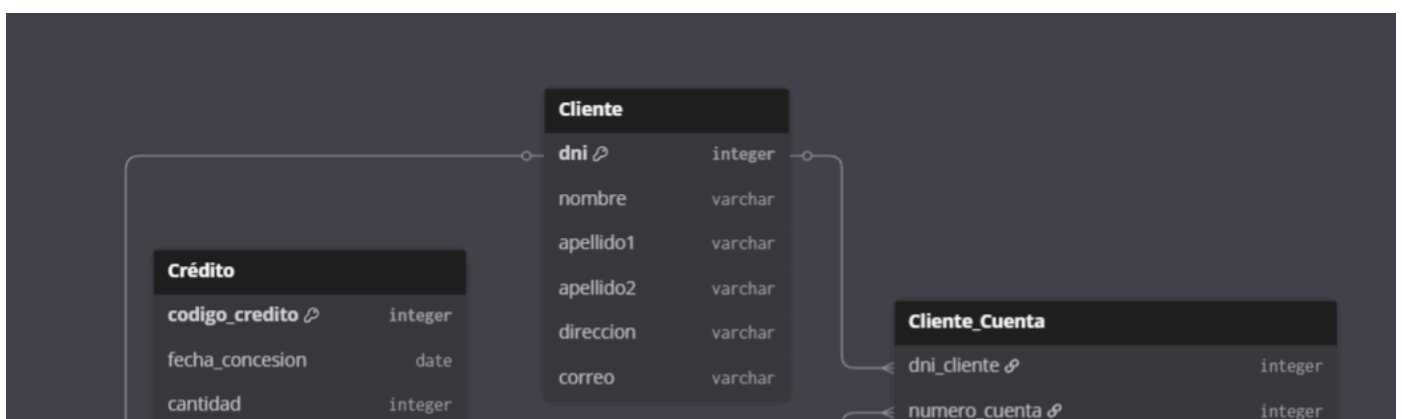 Cliente
dni integer
nombre varchar
apellido1 varchar
apellido2 varchar
direccion varchar
correo varchar
Crédito
codigo_credito integer
fecha_concesion date
cantidad integer
Cliente_Cuenta
dni_cliente integer
numero_cuenta integer